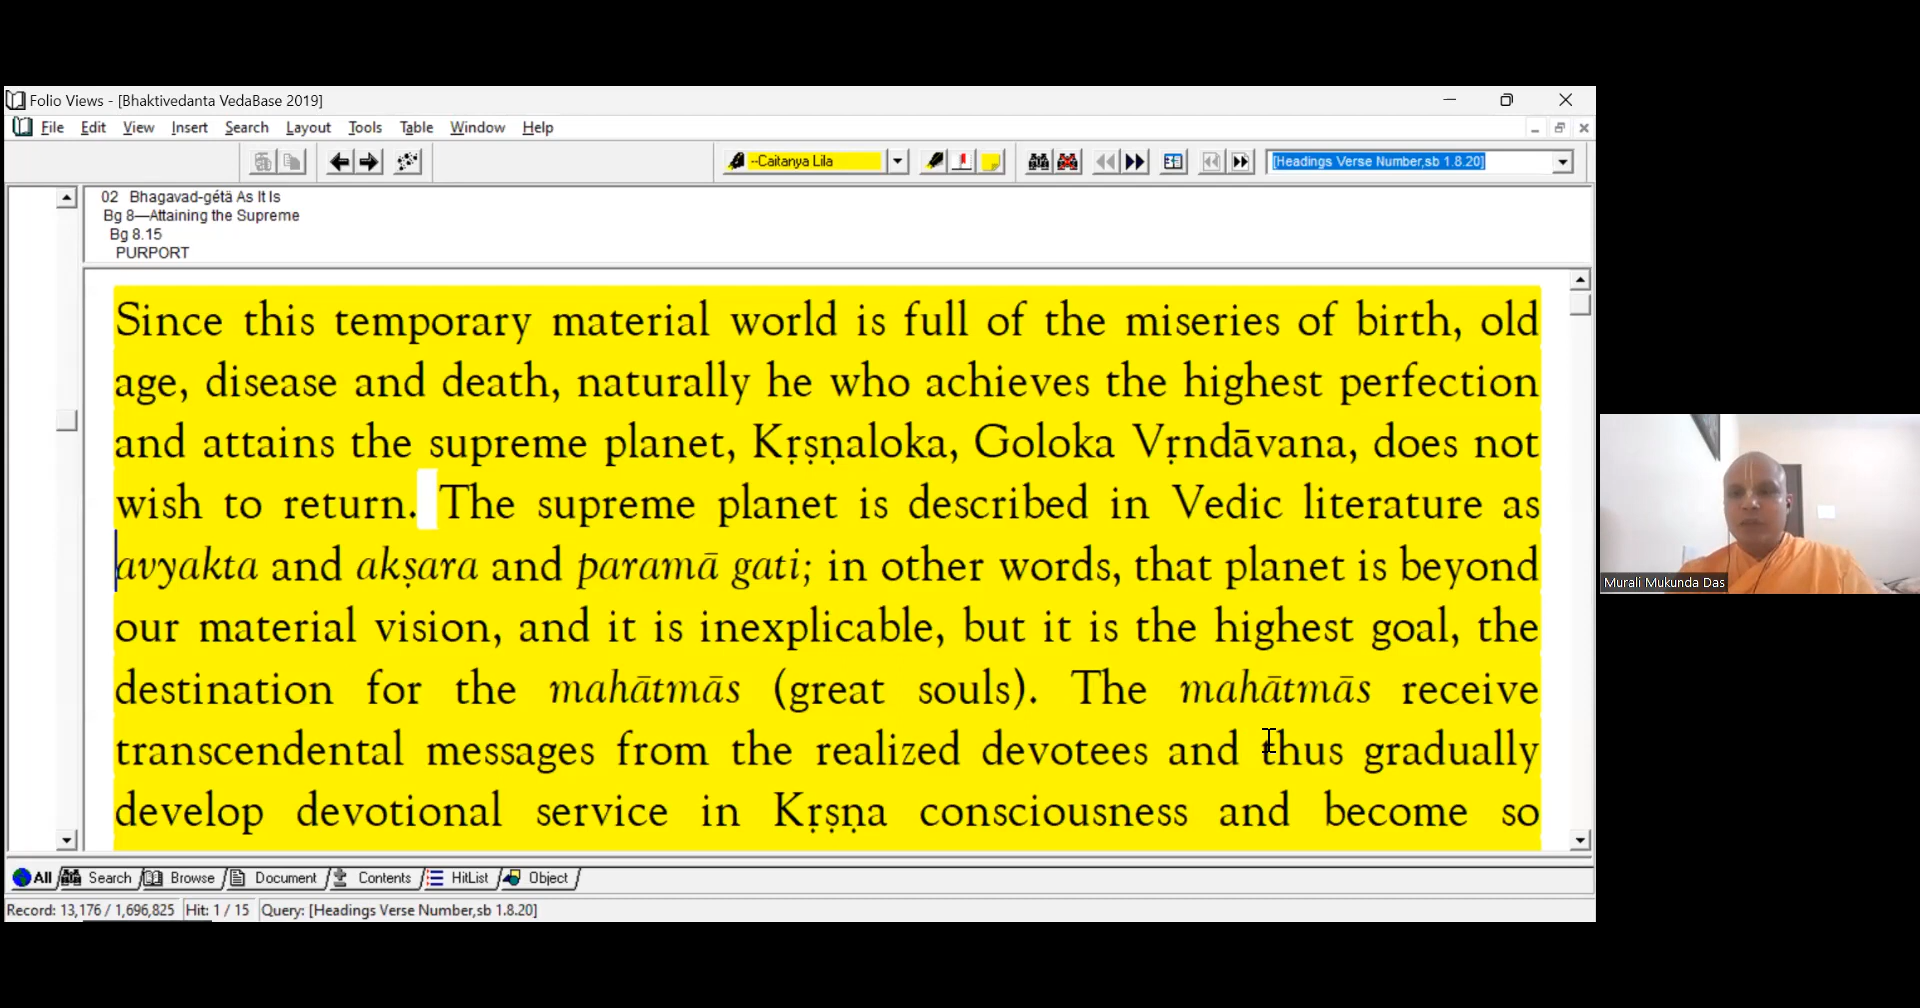 Folio Views - [Bhaktivedanta VedaBase 2019]
File Edit View Insert Search Layout Tools Table Window Help
--Caitanya Lila
[Headings Verse Number,sb 1.8.20]
02 Bhagavad-gétä As It Is
Bg 8—Attaining the Supreme
Bg 8.15
PURPORT
Since this temporary material world is full of the miseries of birth, old
age, disease and death, naturally he who achieves the highest perfection
and attains the supreme planet, Kṛṣṇaloka, Goloka Vṛndāvana, does not
wish to return. The supreme planet is described in Vedic literature as
avyakta and akṣara and paramā gati; in other words, that planet is beyond
our material vision, and it is inexplicable, but it is the highest goal, the
destination for the mahātmās (great souls). The mahātmās receive
transcendental messages from the realized devotees and thus gradually
develop devotional service in Kṛṣṇa consciousness and become so
Murali Mukunda Das
All Search Browse Document Contents HitList Object
Record: 13,176 / 1,696,825 Hit: 1 / 15 Query: [Headings Verse Number,sb 1.8.20]